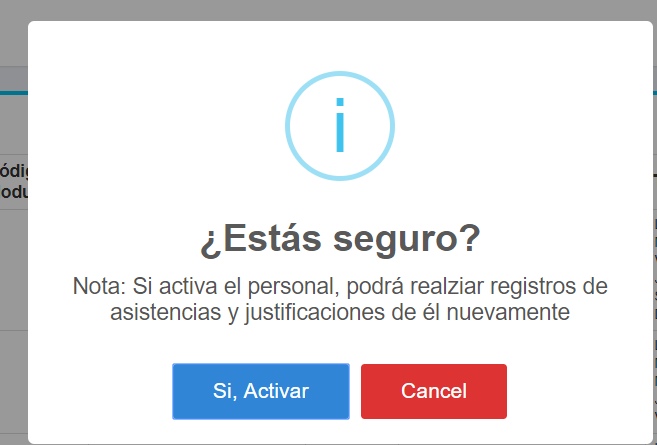 ¿Estás seguro?
Nota: Si activa el personal, podrá realziar registros de
asistencias y justificaciones de él nuevamente
Si, Activar
Cancel